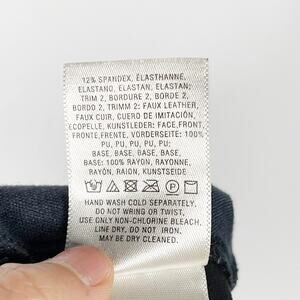 12% SPANDEX, ÉLASTHANNE,
ELASTANO, ELASTAN, ELASTAN;
TRIM 2, BORDURE 2, BORDE 2,
BORDO 2, TRIMM 2: FAUX LEATHER,
FAUX CUIR, CUERO DE IMITACIÓN,
ECOPELLE, KUNSTLEDER: FACE,FRONT,
FRONTE,FRENTE, VORDERSEITE: 100%
PU, PU, PU, PU, PU;
BASE, BASE, BASE, BASE,
BASE: 100% RAYON, RAYONNE,
RAYÓN, RAION, KUNSTSEIDE
HAND WASH COLD SEPARATELY.
DO NOT WRING OR TWIST.
USE ONLY NON-CHLORINE BLEACH.
LINE DRY. DO NOT IRON.
MAY BE DRY CLEANED.